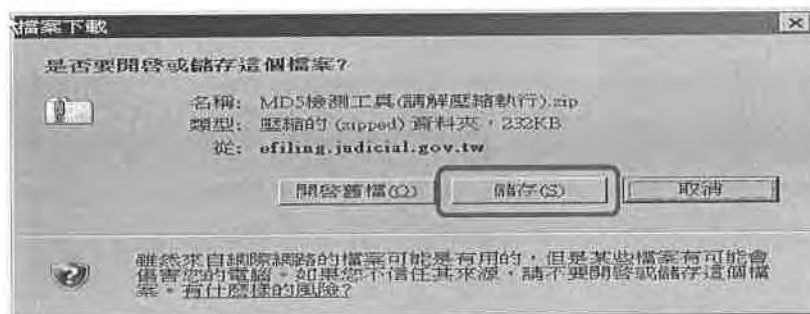 檔案下載
是否要開啓或儲存這個檔案?
名稱: MD5檢測工具(請解壓縮執行).zip
類型: 壓縮的 (zipped) 資料夾，232KB
從: efiling.judicial.gov.tw
開啓舊檔(O) 儲存(S) 取消
雖然來自網際網路的檔案可能是有用的，但是某些檔案有可能會
傷害您的電腦。如果您不信任其來源，請不要開啓或儲存這個檔
案。有什麼樣的風險?